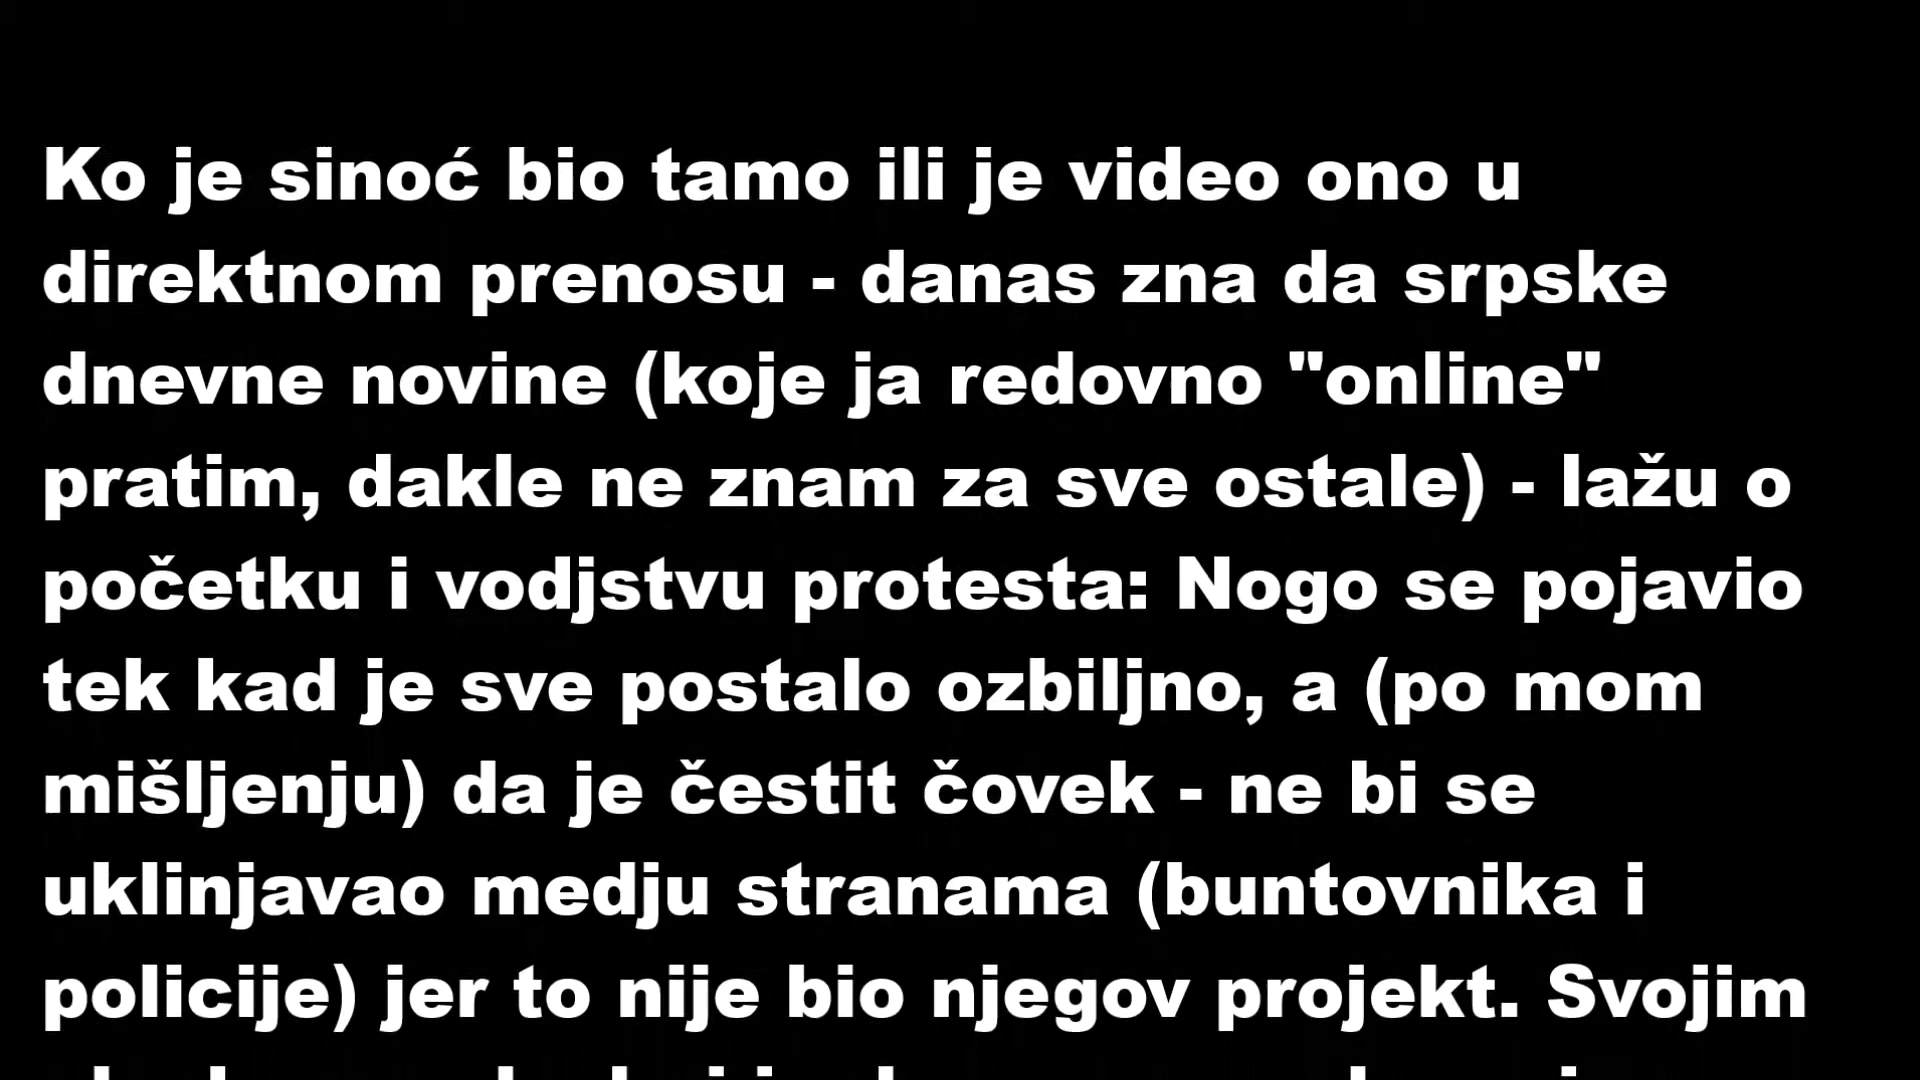 Ko je sinoć bio tamo ili je video ono u
direktnom prenosu - danas zna da srpske
dnevne novine (koje ja redovno "online"
pratim, dakle ne znam za sve ostale) - lažu o
početku i vodjstvu protesta: Nogo se pojavio
tek kad je sve postalo ozbiljno, a (po mom
mišljenju) da je čestit čovek - ne bi se
uklinjavao medju stranama (buntovnika i
policije) jer to nije bio njegov projekt. Svojim